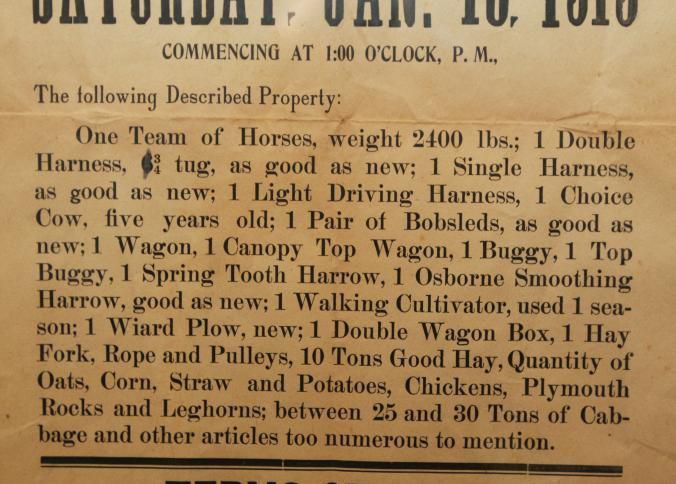 SATURDAY, JAN. 16, 1915
COMMENCING AT 1:00 O'CLOCK, P. M.,
The following Described Property:
One Team of Horses, weight 2400 lbs.; 1 Double
Harness, ¾ tug, as good as new; 1 Single Harness,
as good as new; 1 Light Driving Harness, 1 Choice
Cow, five years old; 1 Pair of Bobsleds, as good as
new; 1 Wagon, 1 Canopy Top Wagon, 1 Buggy, 1 Top
Buggy, 1 Spring Tooth Harrow, 1 Osborne Smoothing
Harrow, good as new; 1 Walking Cultivator, used 1 sea-
son; 1 Wiard Plow, new; 1 Double Wagon Box, 1 Hay
Fork, Rope and Pulleys, 10 Tons Good Hay, Quantity of
Oats, Corn, Straw and Potatoes, Chickens, Plymouth
Rocks and Leghorns; between 25 and 30 Tons of Cab-
bage and other articles too numerous to mention.